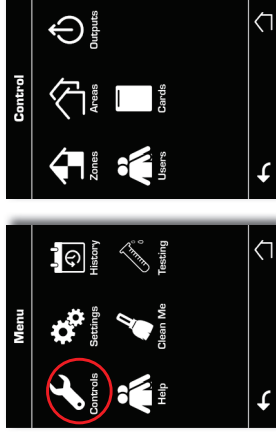 Menu
Controls Settings History
Help Clean Me Testing
Control
Zones Areas Outputs
Users Cards